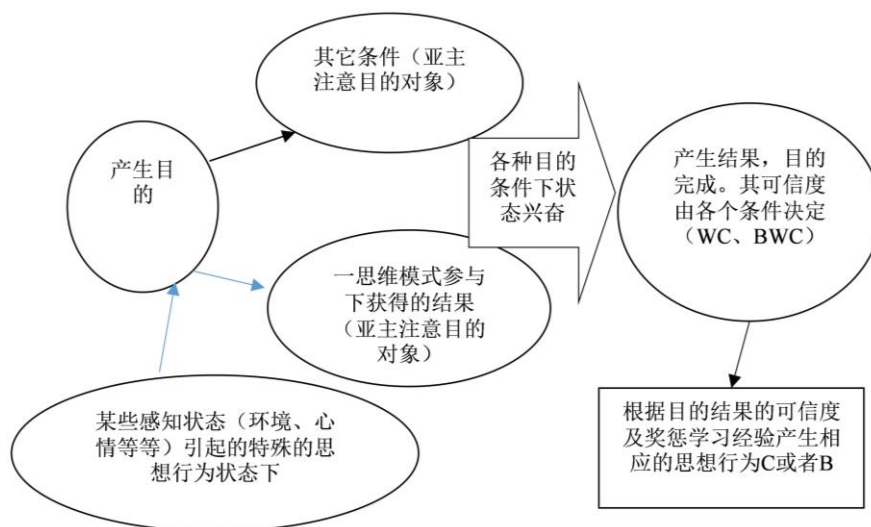 其它条件（亚主
注意目的对象）
产生目
的
各种目的
条件下状
态兴奋
产生结果，目的
完成。其可信度
由各个条件决定
（WC、BWC）
一思维模式参与
下获得的结果
（亚主注意目的
对象）
某些感知状态（环境、心
情等等）引起的特殊的思
想行为状态下
根据目的结果的可信度
及奖惩学习经验产生相
应的思想行为C或者B